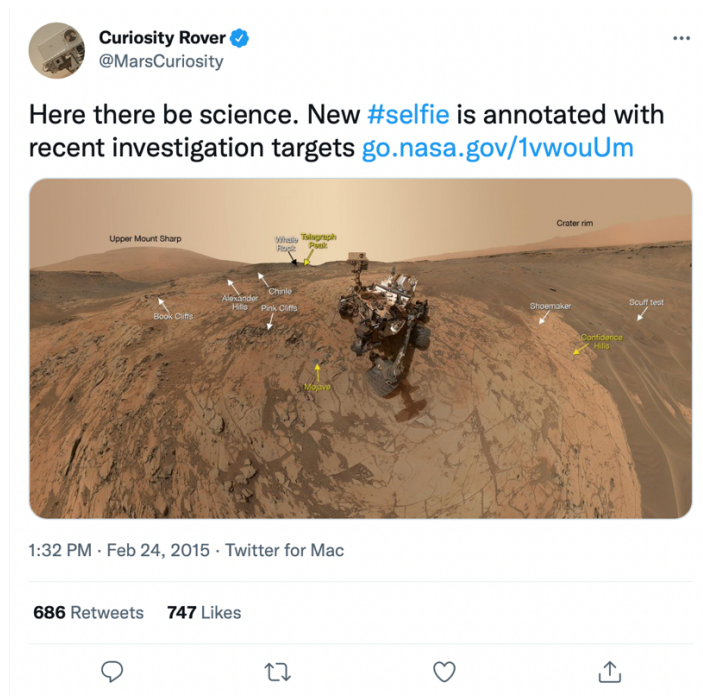 Curiosity Rover
@MarsCuriosity
Here there be science. New #selfie is annotated with
recent investigation targets go.nasa.gov/1vwouUm
Upper Mount Sharp
Whale
Rock
Telegraph
Peak
Crater rim
Book Cliffs
Alexander
Hills
Chinle
Pink Cliffs
Shoemaker
Scuff test
Confidence
Hills
Mojave
1:32 PM · Feb 24, 2015 · Twitter for Mac
686 Retweets 747 Likes